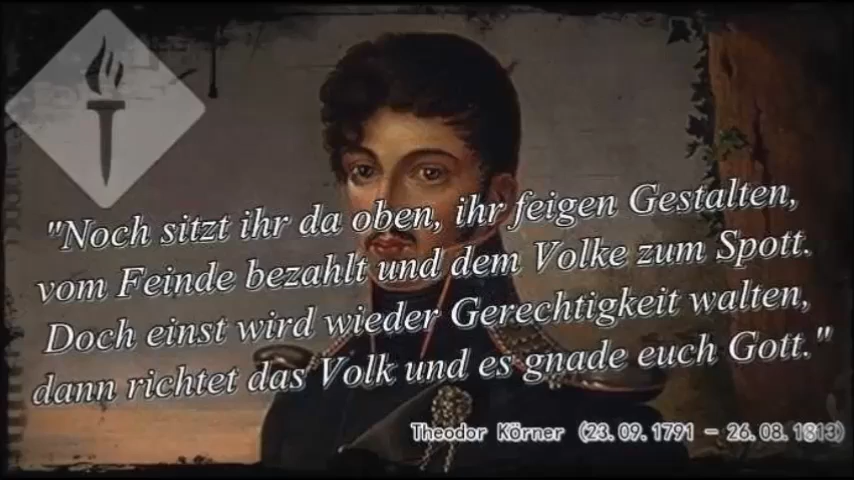 "Noch sitzt ihr da oben, ihr feigen Gestalten,
vom Feinde bezahlt und dem Volke zum Spott.
Doch einst wird wieder Gerechtigkeit walten,
dann richtet das Volk und es gnade euch Gott."
Theodor Körner (23.09.1791 - 26.08.1813)